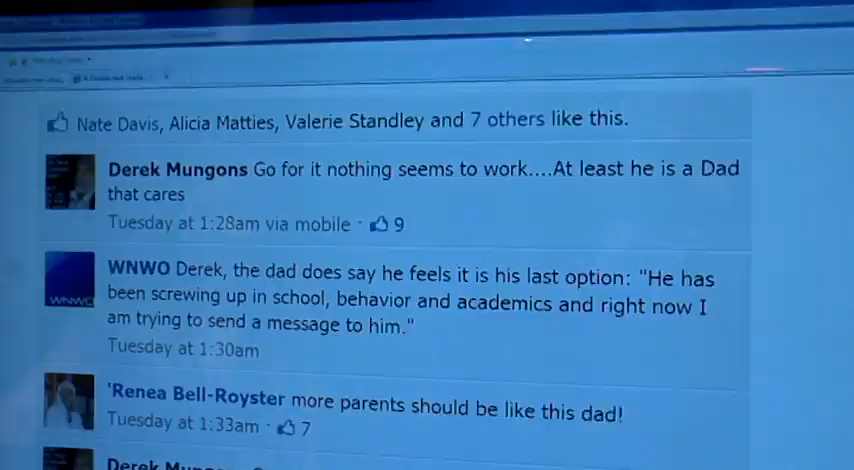 Nate Davis, Alicia Matties, Valerie Standley and 7 others like this.
Derek Mungons Go for it nothing seems to work....At least he is a Dad
that cares
Tuesday at 1:28am via mobile · 9
WNWO Derek, the dad does say he feels it is his last option: "He has
been screwing up in school, behavior and academics and right now I
am trying to send a message to him."
WNWO
Tuesday at 1:30am
'Renea Bell-Royster more parents should be like this dad!
Tuesday at 1:33am · 7
Derek